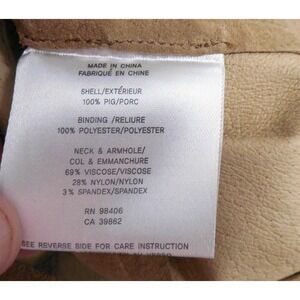 MADE IN CHINA
FABRIQUÉ EN CHINE
SHELL/EXTÉRIEUR
100% PIG/PORC
BINDING /RELIURE
100% POLYESTER/POLYESTER
NECK & ARMHOLE/
COL & EMMANCHURE
69% VISCOSE/VISCOSE
28% NYLON/NYLON
3% SPANDEX/SPANDEX
RN 98406
CA 39862
SEE REVERSE SIDE FOR CARE INSTRUCTION